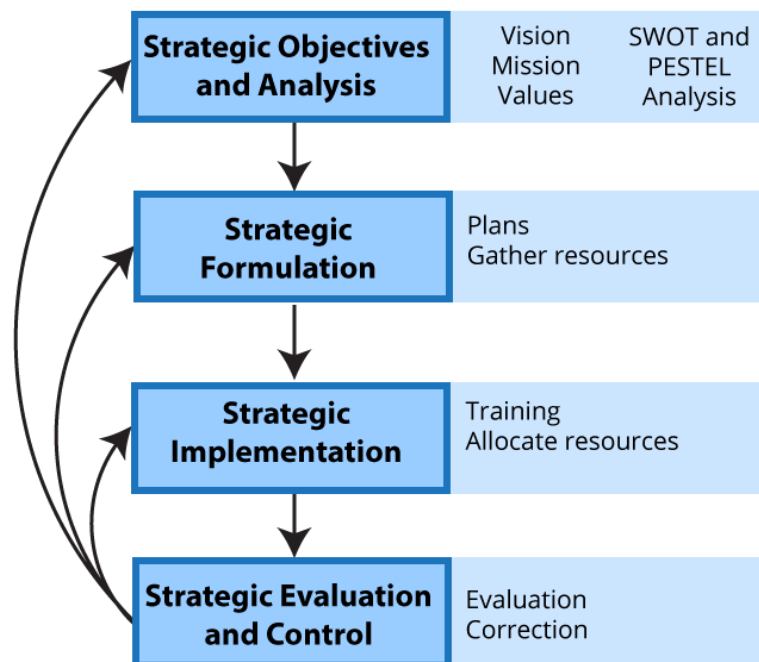 Strategic Objectives
and Analysis
Vision
Mission
Values
SWOT and
PESTEL
Analysis
Strategic
Formulation
Plans
Gather resources
Strategic
Implementation
Training
Allocate resources
Strategic Evaluation
and Control
Evaluation
Correction